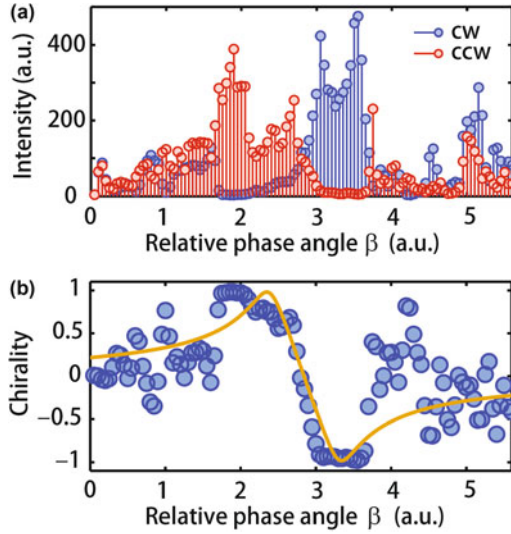 (a)
Intensity (a.u.)
400
200
0
CW
CCW
0 1 2 3 4 5
Relative phase angle β (a.u.)
(b)
Chirality
1
0.5
0
−0.5
−1
0 1 2 3 4 5
Relative phase angle β (a.u.)